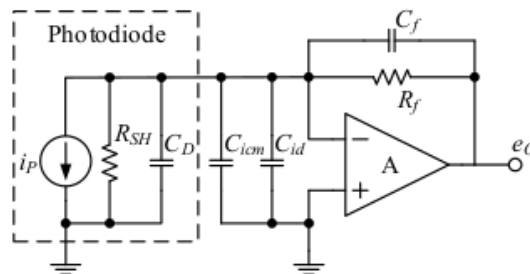 Photodiode
C_f
R_f
i_P
R_SH
C_D
C_icm
C_id
−
A
+
e_O